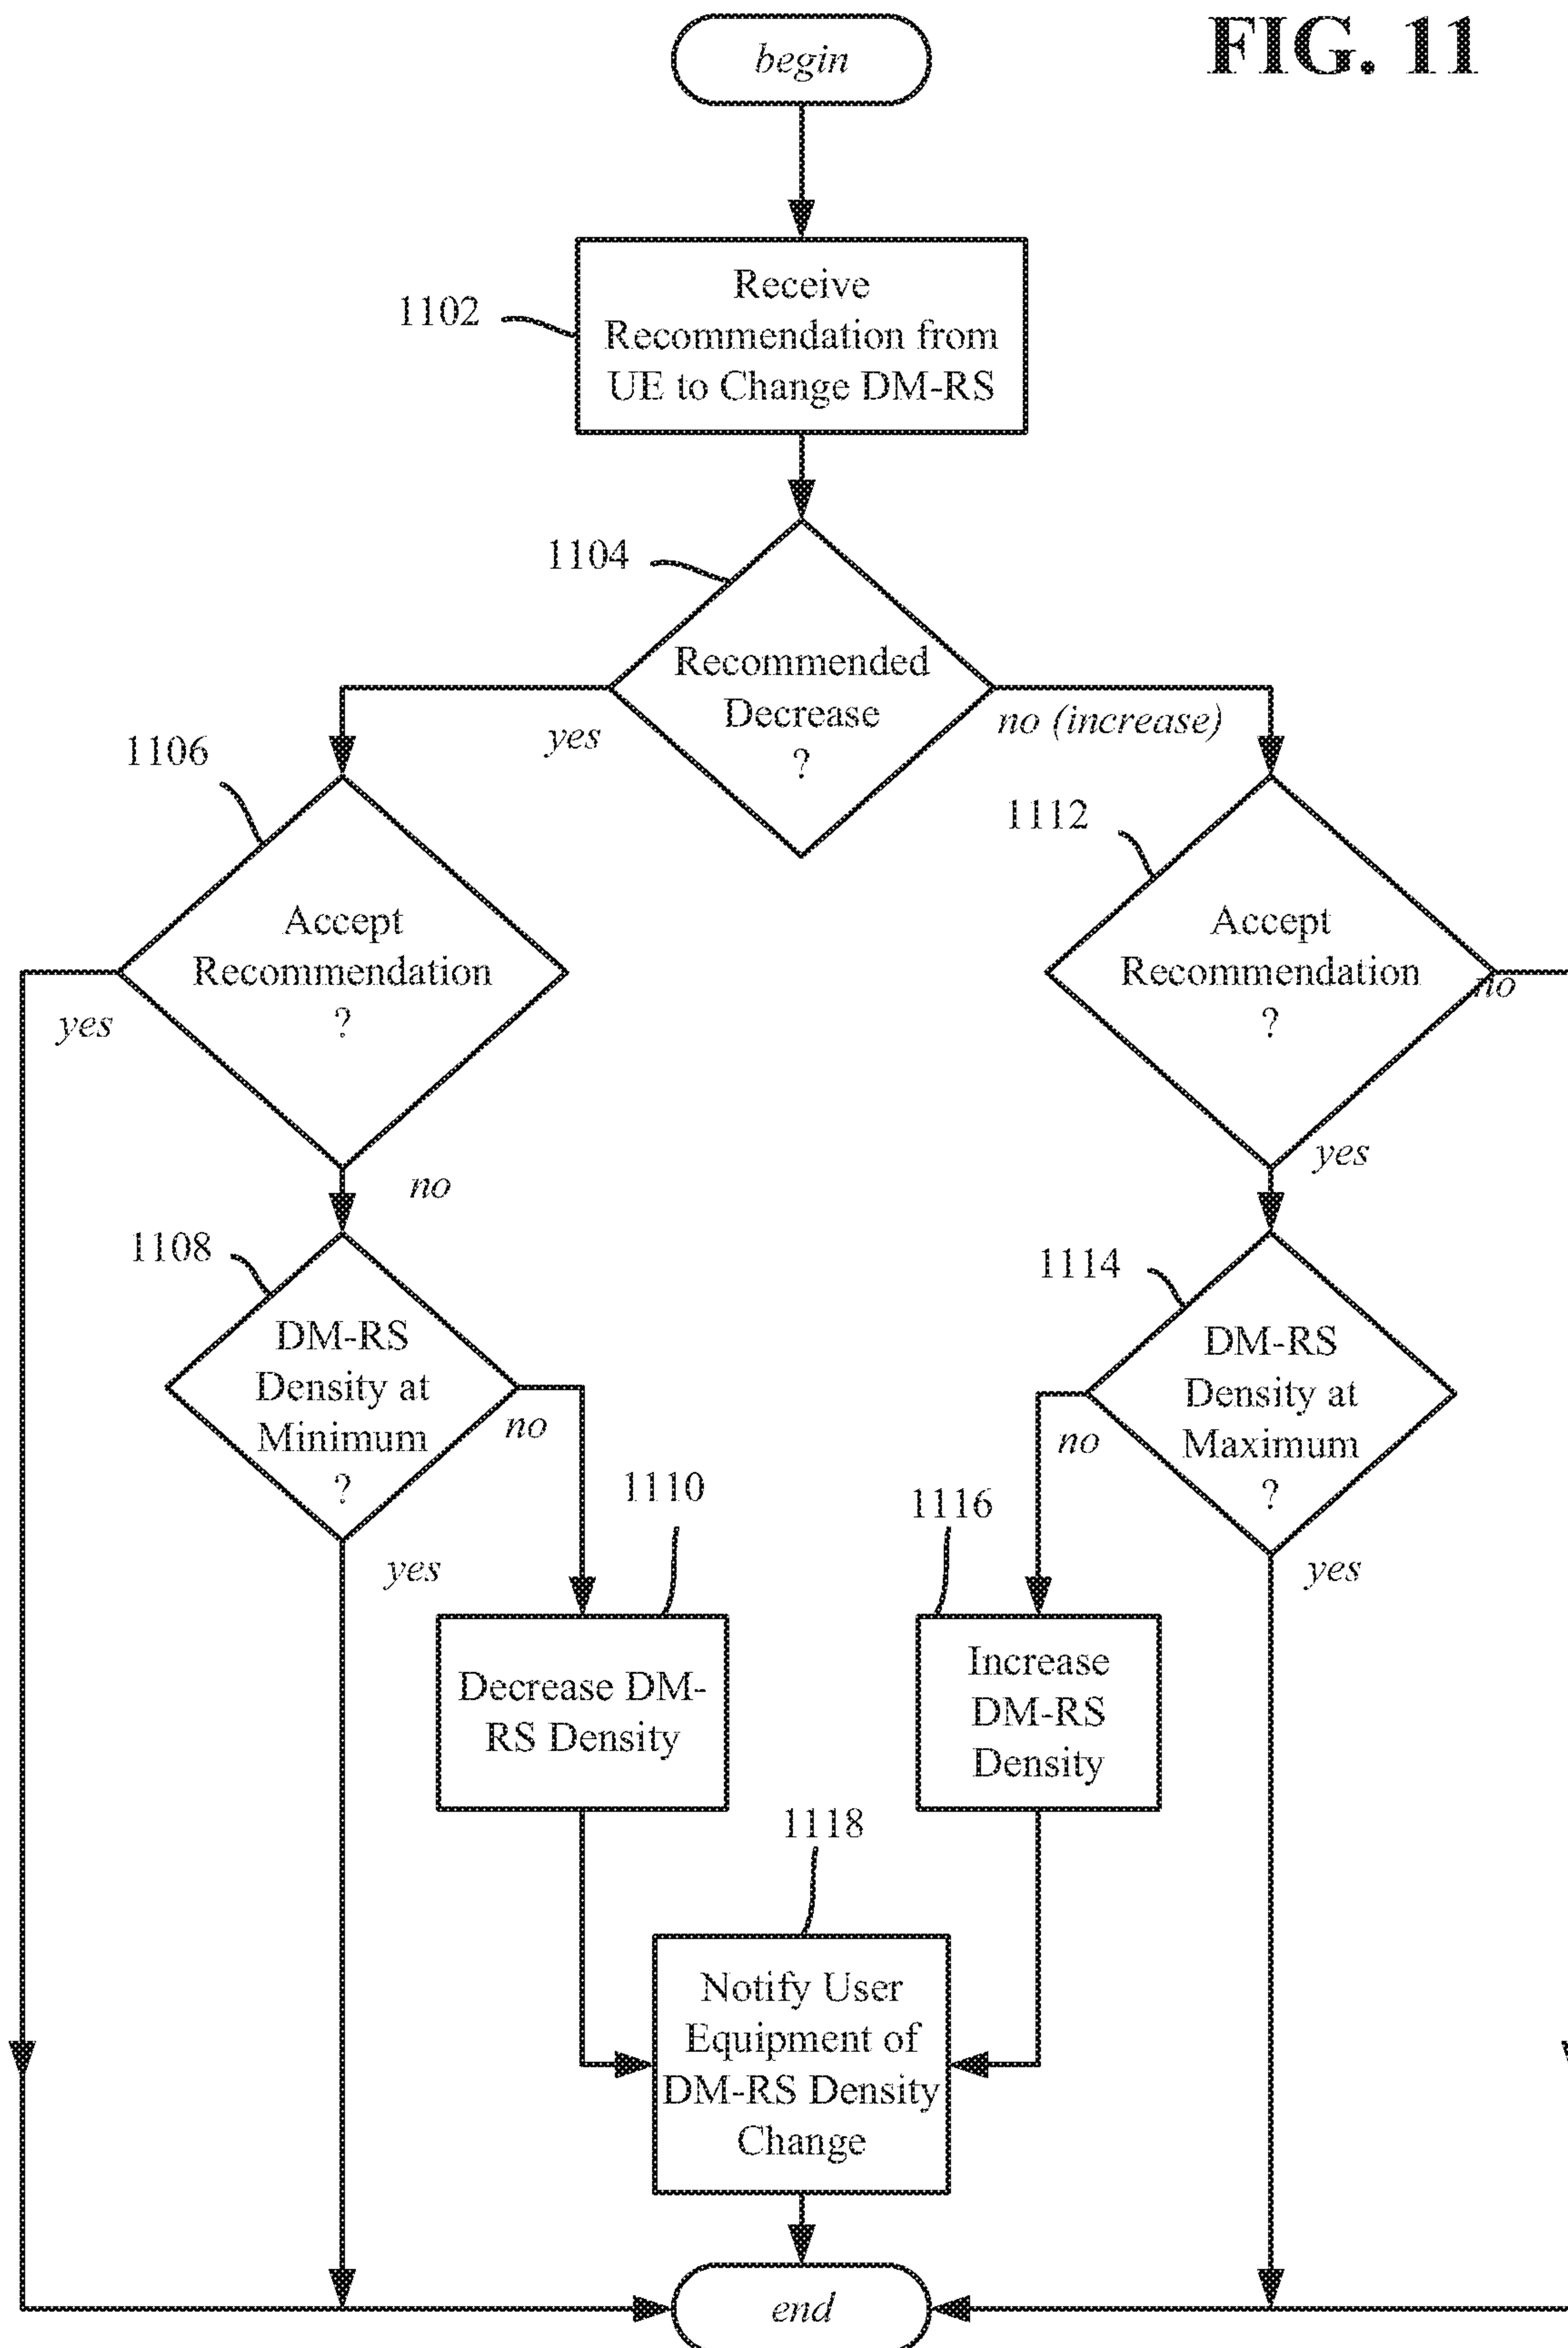 FIG. 11
begin
1102
Receive
Recommendation from
UE to Change DM-RS
1104
Recommended
Decrease
?
yes
no (increase)
1106
Accept
Recommendation
?
yes
no
1112
Accept
Recommendation
?
no
yes
1108
DM-RS
Density at
Minimum
?
no
yes
1114
DM-RS
Density at
Maximum
?
no
yes
1110
Decrease DM-
RS Density
1116
Increase
DM-RS
Density
1118
Notify User
Equipment of
DM-RS Density
Change
end